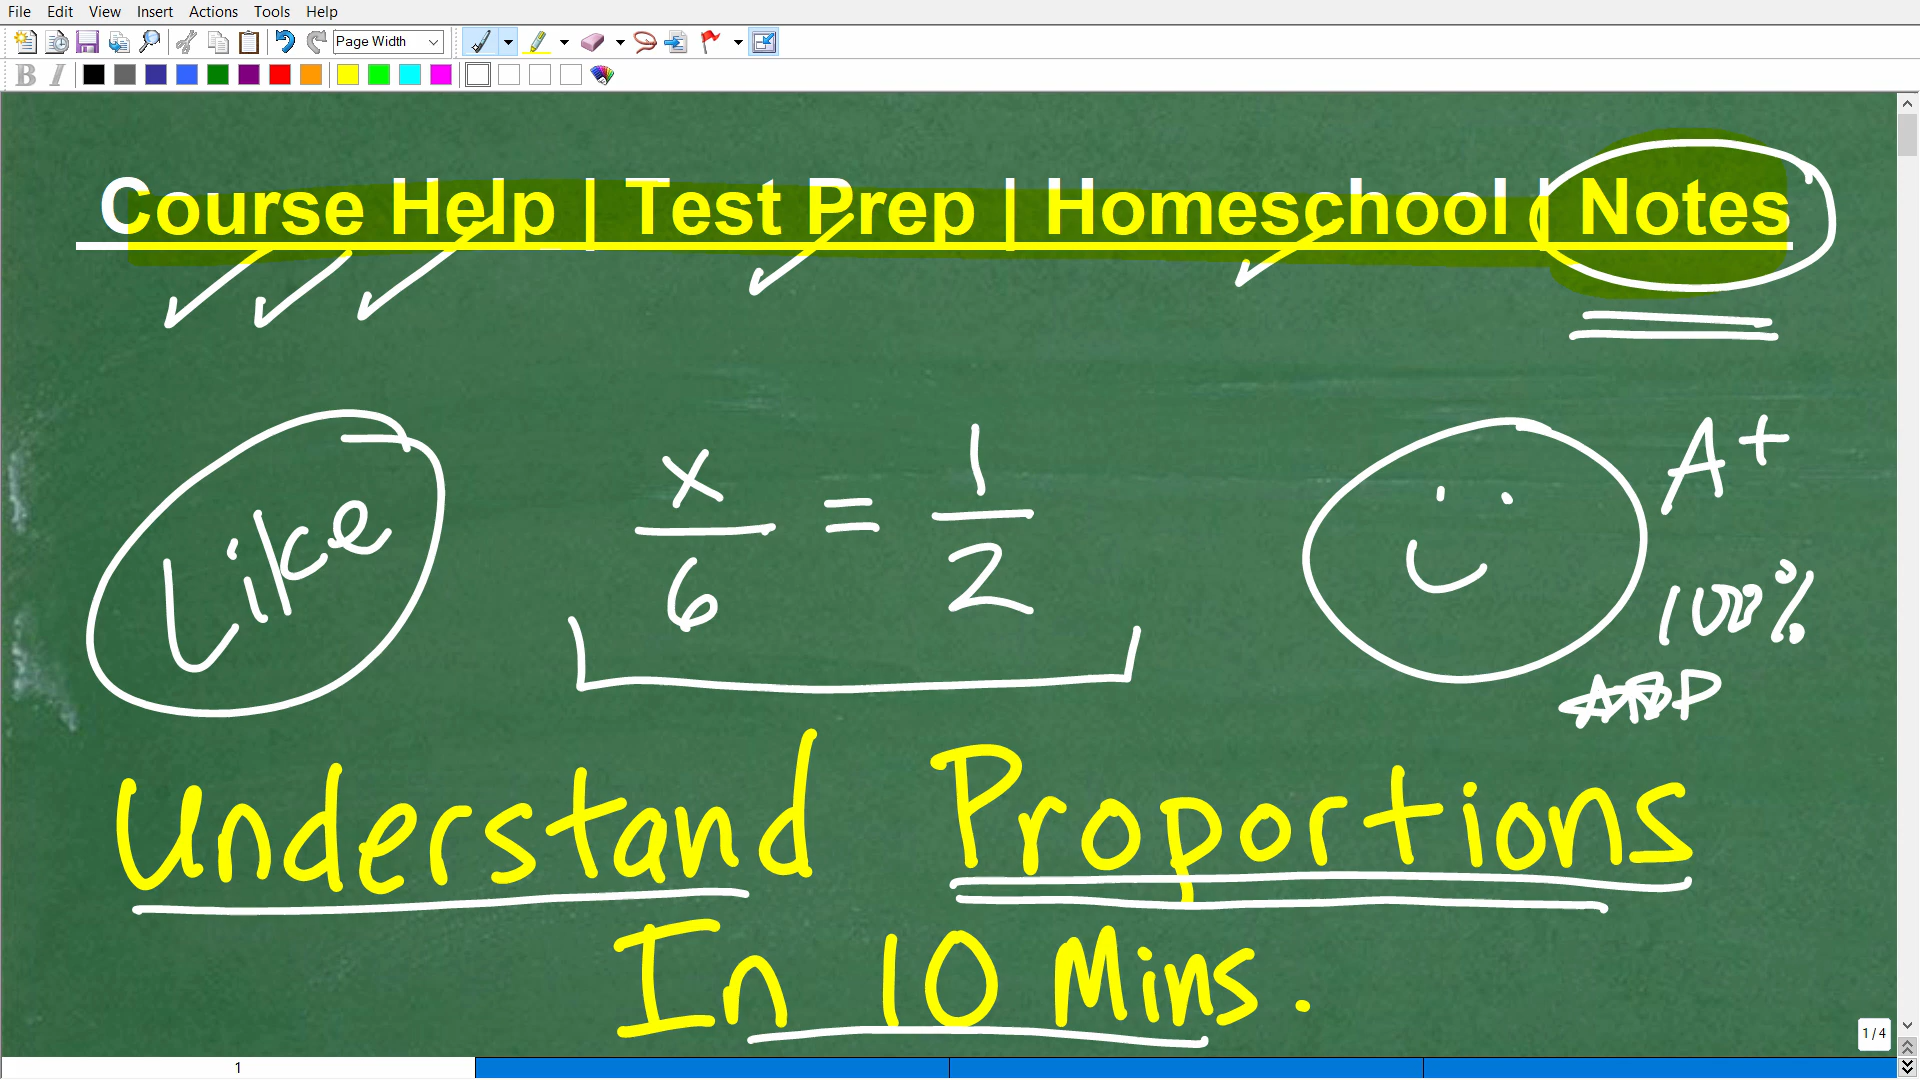 File Edit View Insert Actions Tools Help
Page Width
B I
Course Help | Test Prep | Homeschool | Notes
Like
x/6 = 1/2
A+
100%
Understand Proportions
In 10 Mins.
1 / 4
1